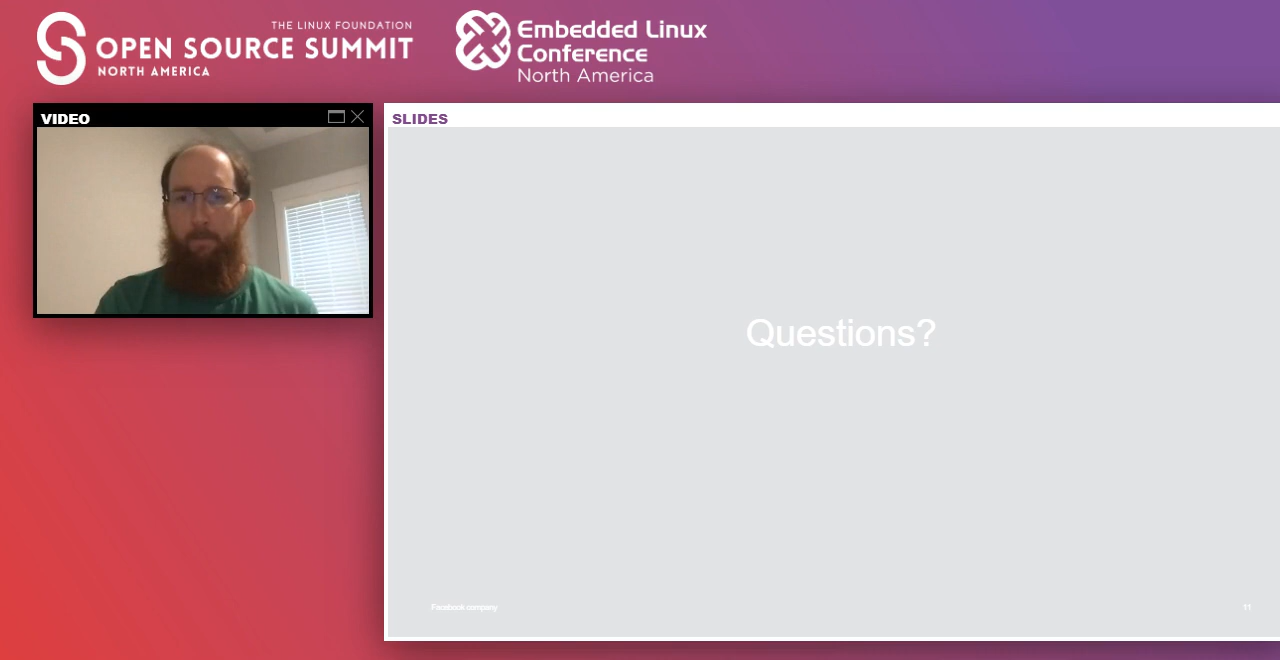 THE LINUX FOUNDATION
OPEN SOURCE SUMMIT
NORTH AMERICA
Embedded Linux
Conference
North America
VIDEO
SLIDES
Questions?
Facebook company
11